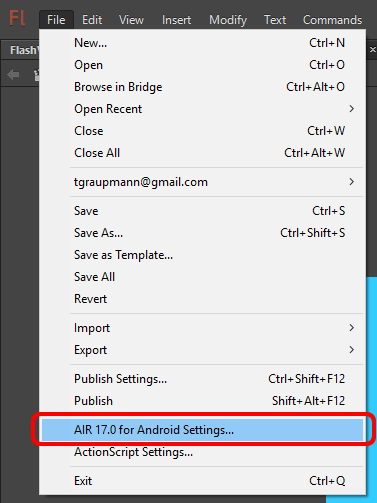 Fl File Edit View Insert Modify Text Commands
New... Ctrl+N
Open Ctrl+O
Browse in Bridge Ctrl+Alt+O
Open Recent
Close Ctrl+W
Close All Ctrl+Alt+W
tgraupmann@gmail.com
Save Ctrl+S
Save As... Ctrl+Shift+S
Save as Template...
Save All
Revert
Import
Export
Publish Settings... Ctrl+Shift+F12
Publish Shift+Alt+F12
AIR 17.0 for Android Settings...
ActionScript Settings...
Exit Ctrl+Q